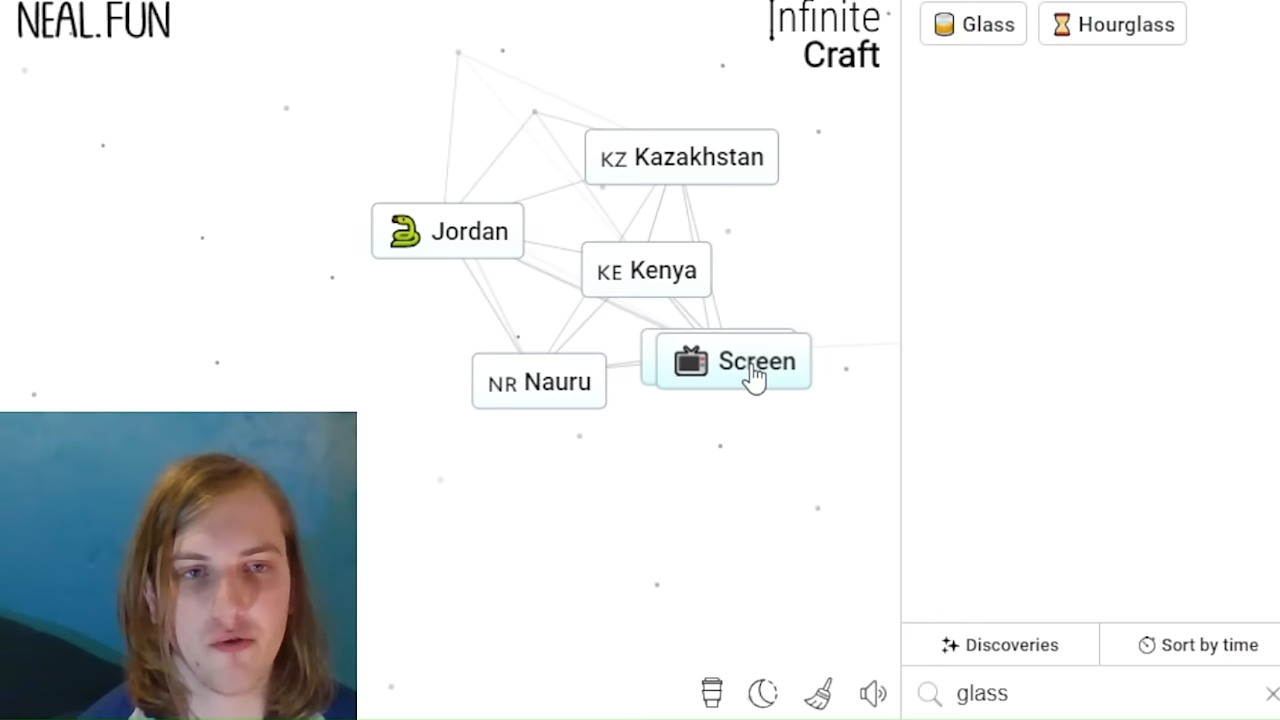 NEAL.FUN
Infinite
Craft
Glass
Hourglass
KZ Kazakhstan
Jordan
KE Kenya
Screen
NR Nauru
Discoveries
Sort by time
glass